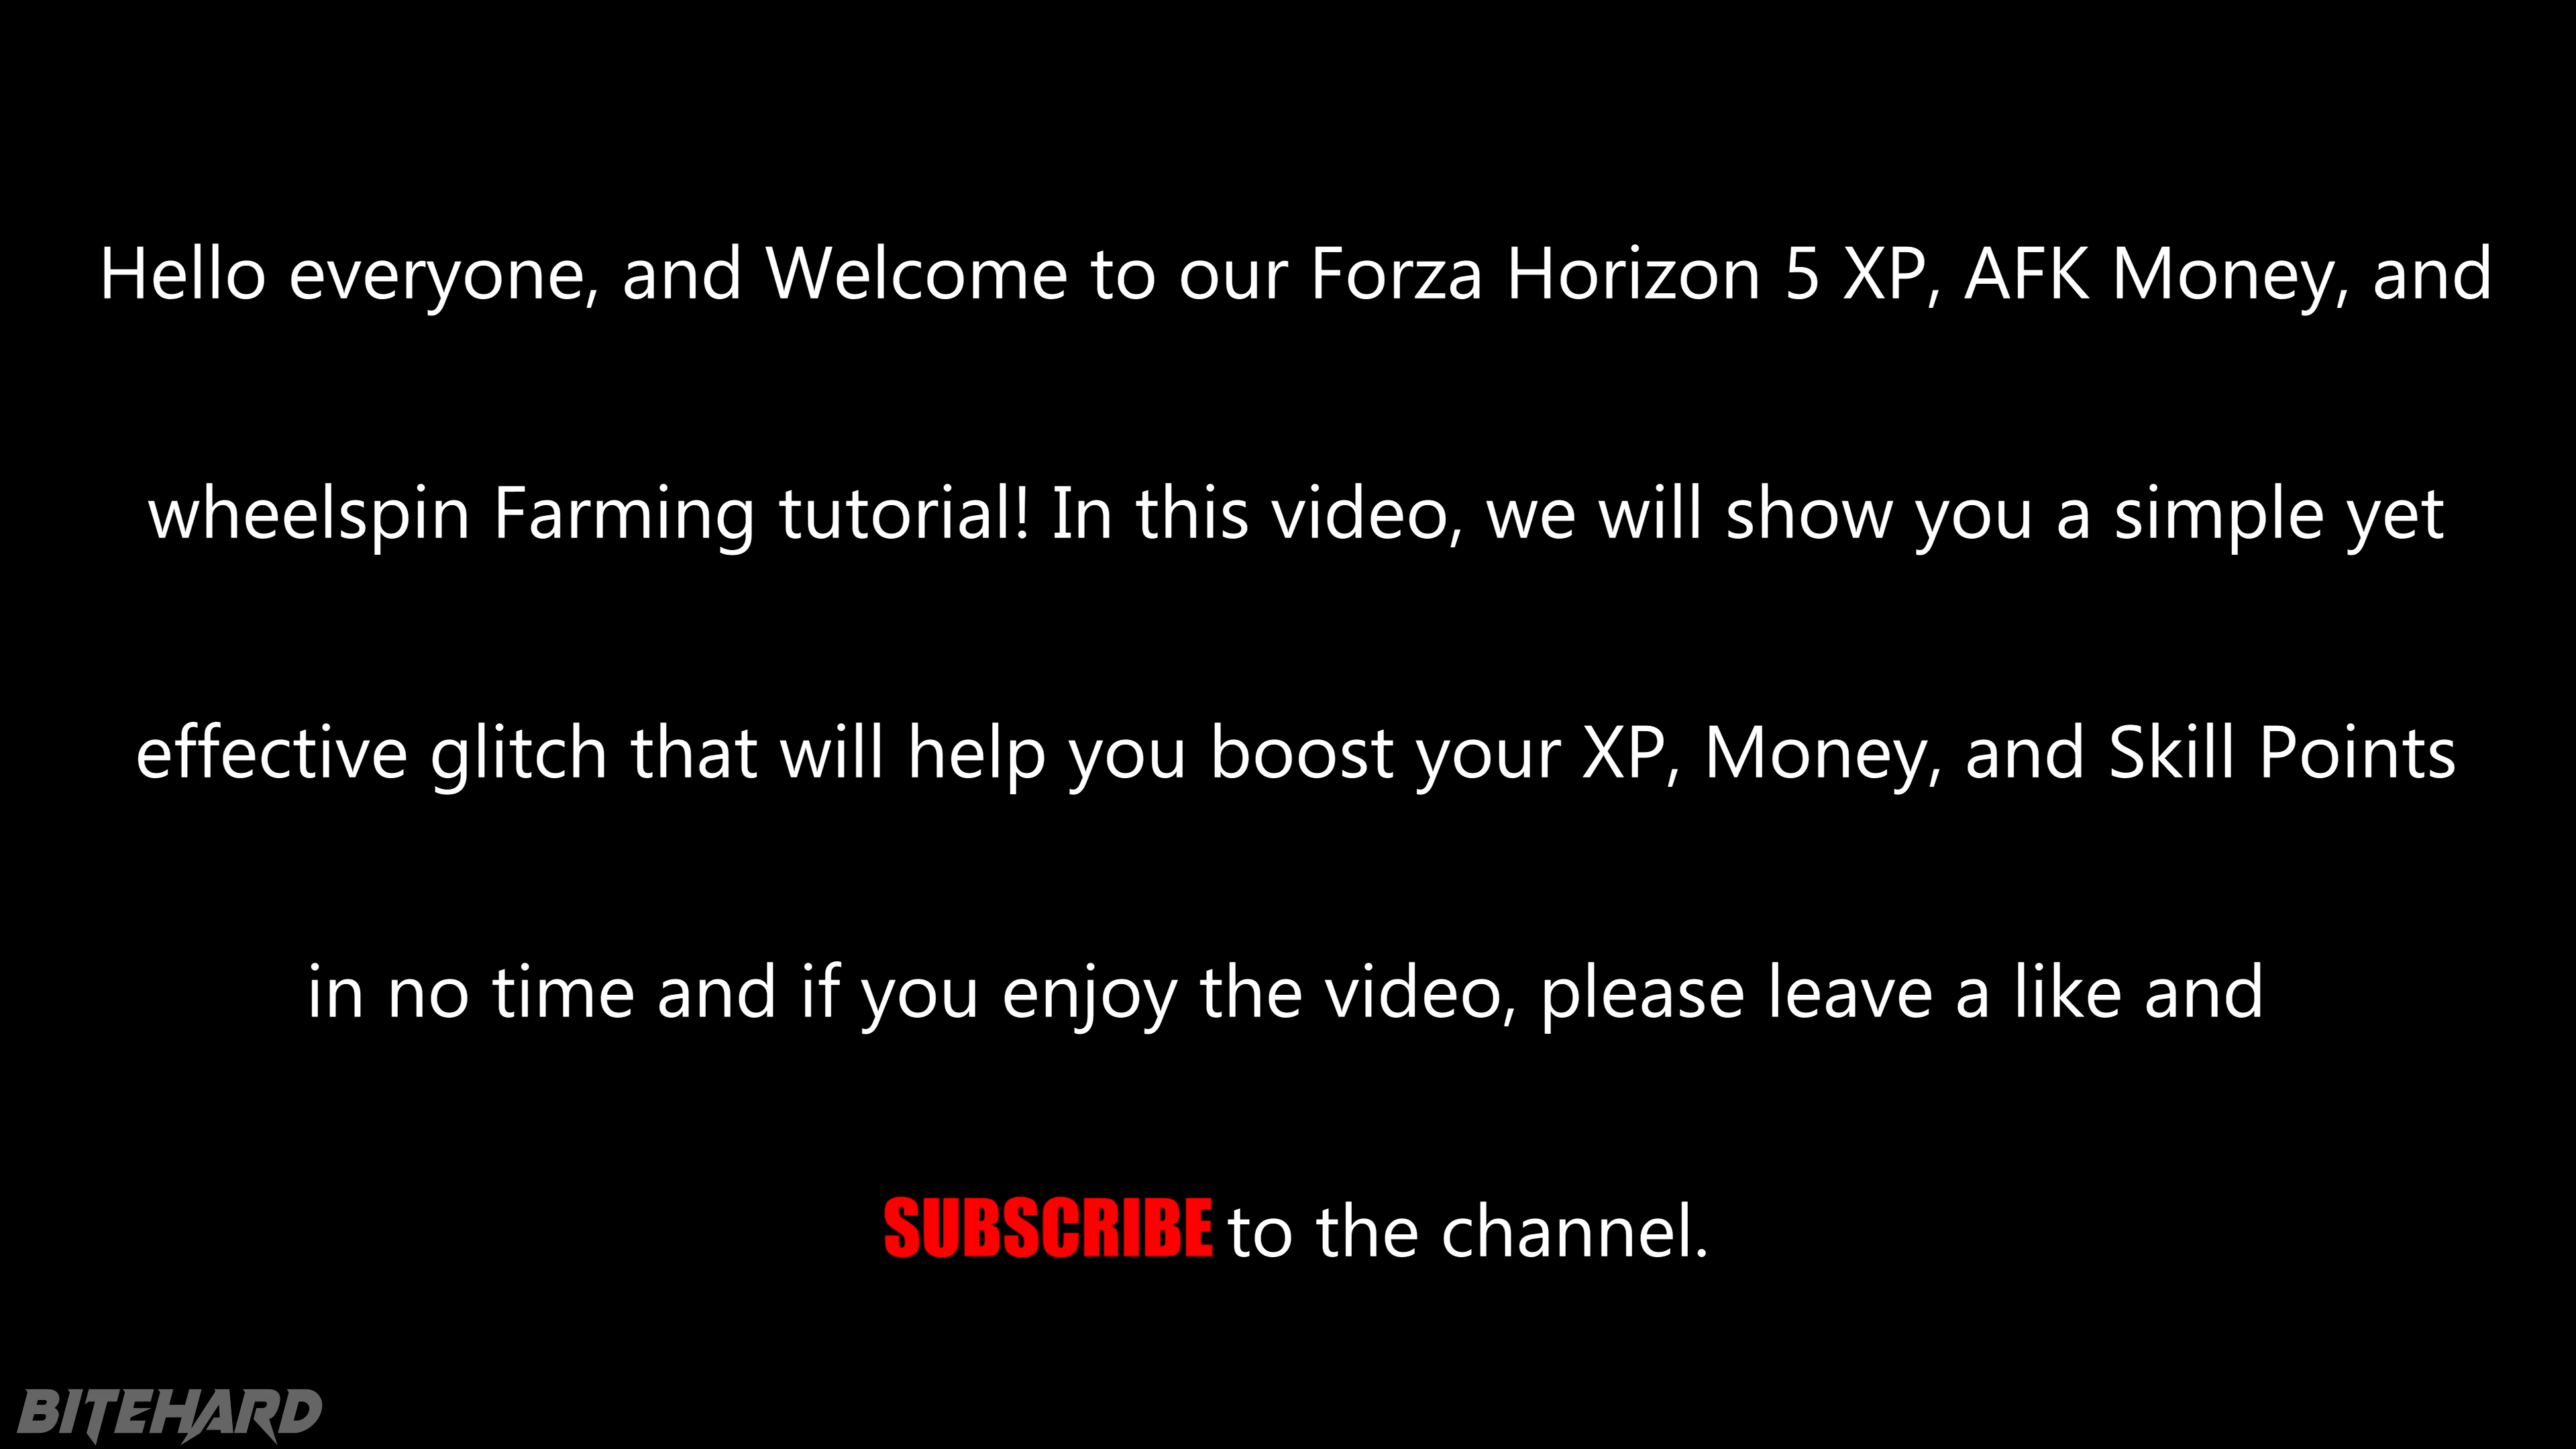 Hello everyone, and Welcome to our Forza Horizon 5 XP, AFK Money, and
wheelspin Farming tutorial! In this video, we will show you a simple yet
effective glitch that will help you boost your XP, Money, and Skill Points
in no time and if you enjoy the video, please leave a like and
SUBSCRIBE to the channel.
BITEHARD